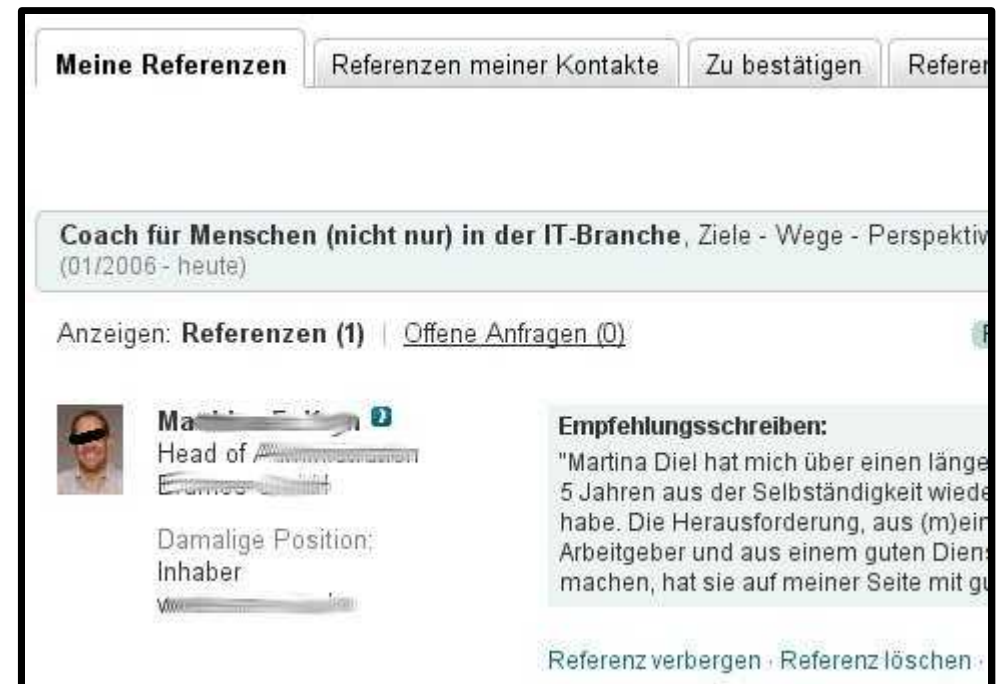 Meine Referenzen Referenzen meiner Kontakte Zu bestätigen
Coach für Menschen (nicht nur) in der IT-Branche, Ziele - Wege - Perspektiv
(01/2006 - heute)
Anzeigen: Referenzen (1) | Offene Anfragen (0)
Head of
Damalige Position:
Inhaber
Empfehlungsschreiben:
"Martina Diel hat mich über einen länge
5 Jahren aus der Selbständigkeit wiede
habe. Die Herausforderung, aus (m)ein
Arbeitgeber und aus einem guten Diens
machen, hat sie auf meiner Seite mit gu
Referenz verbergen · Referenz löschen ·